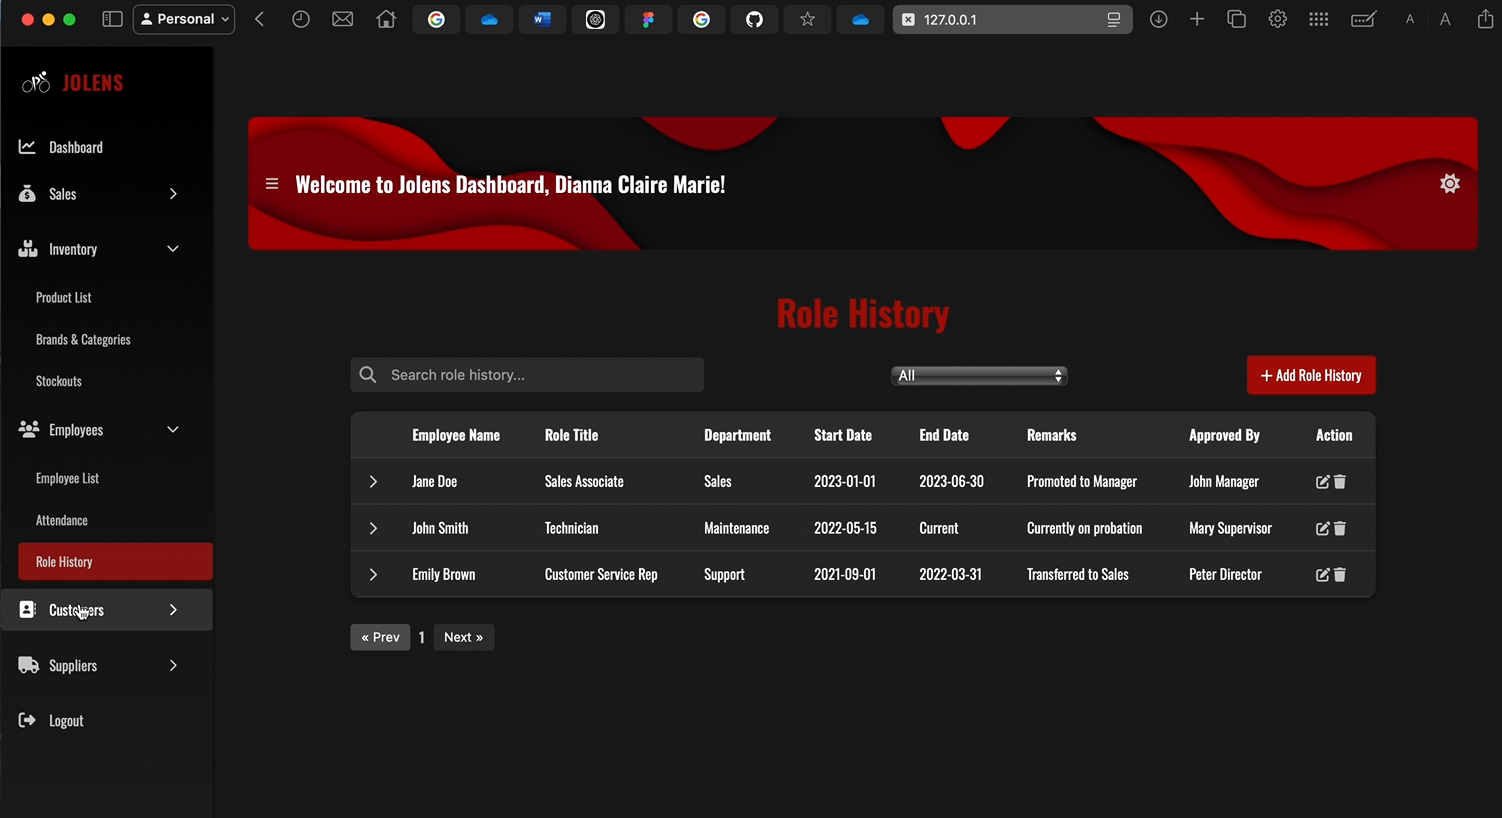 Personal
127.0.0.1
A A
JOLENS
Dashboard
Sales
Inventory
Product List
Brands & Categories
Stockouts
Employees
Employee List
Attendance
Role History
Customers
Suppliers
Logout
Welcome to Jolens Dashboard, Dianna Claire Marie!
Role History
Search role history...
All
+ Add Role History
Employee Name Role Title Department Start Date End Date Remarks Approved By Action
Jane Doe Sales Associate Sales 2023-01-01 2023-06-30 Promoted to Manager John Manager
John Smith Technician Maintenance 2022-05-15 Current Currently on probation Mary Supervisor
Emily Brown Customer Service Rep Support 2021-09-01 2022-03-31 Transferred to Sales Peter Director
« Prev 1 Next »